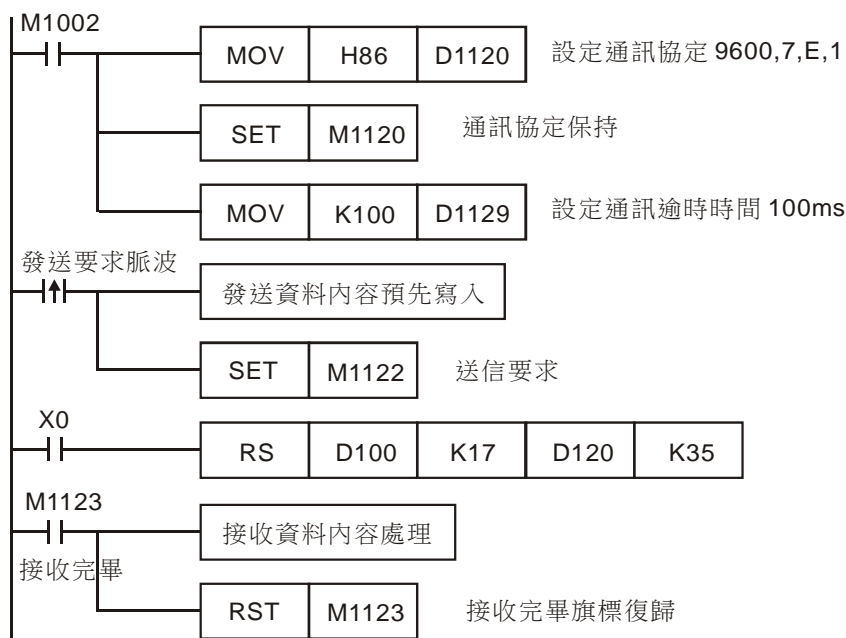 M1002
MOV H86 D1120 設定通訊協定 9600,7,E,1
SET M1120 通訊協定保持
MOV K100 D1129 設定通訊逾時時間 100ms
發送要求脈波
發送資料內容預先寫入
SET M1122 送信要求
X0
RS D100 K17 D120 K35
M1123
接收資料內容處理
接收完畢
RST M1123 接收完畢旗標復歸